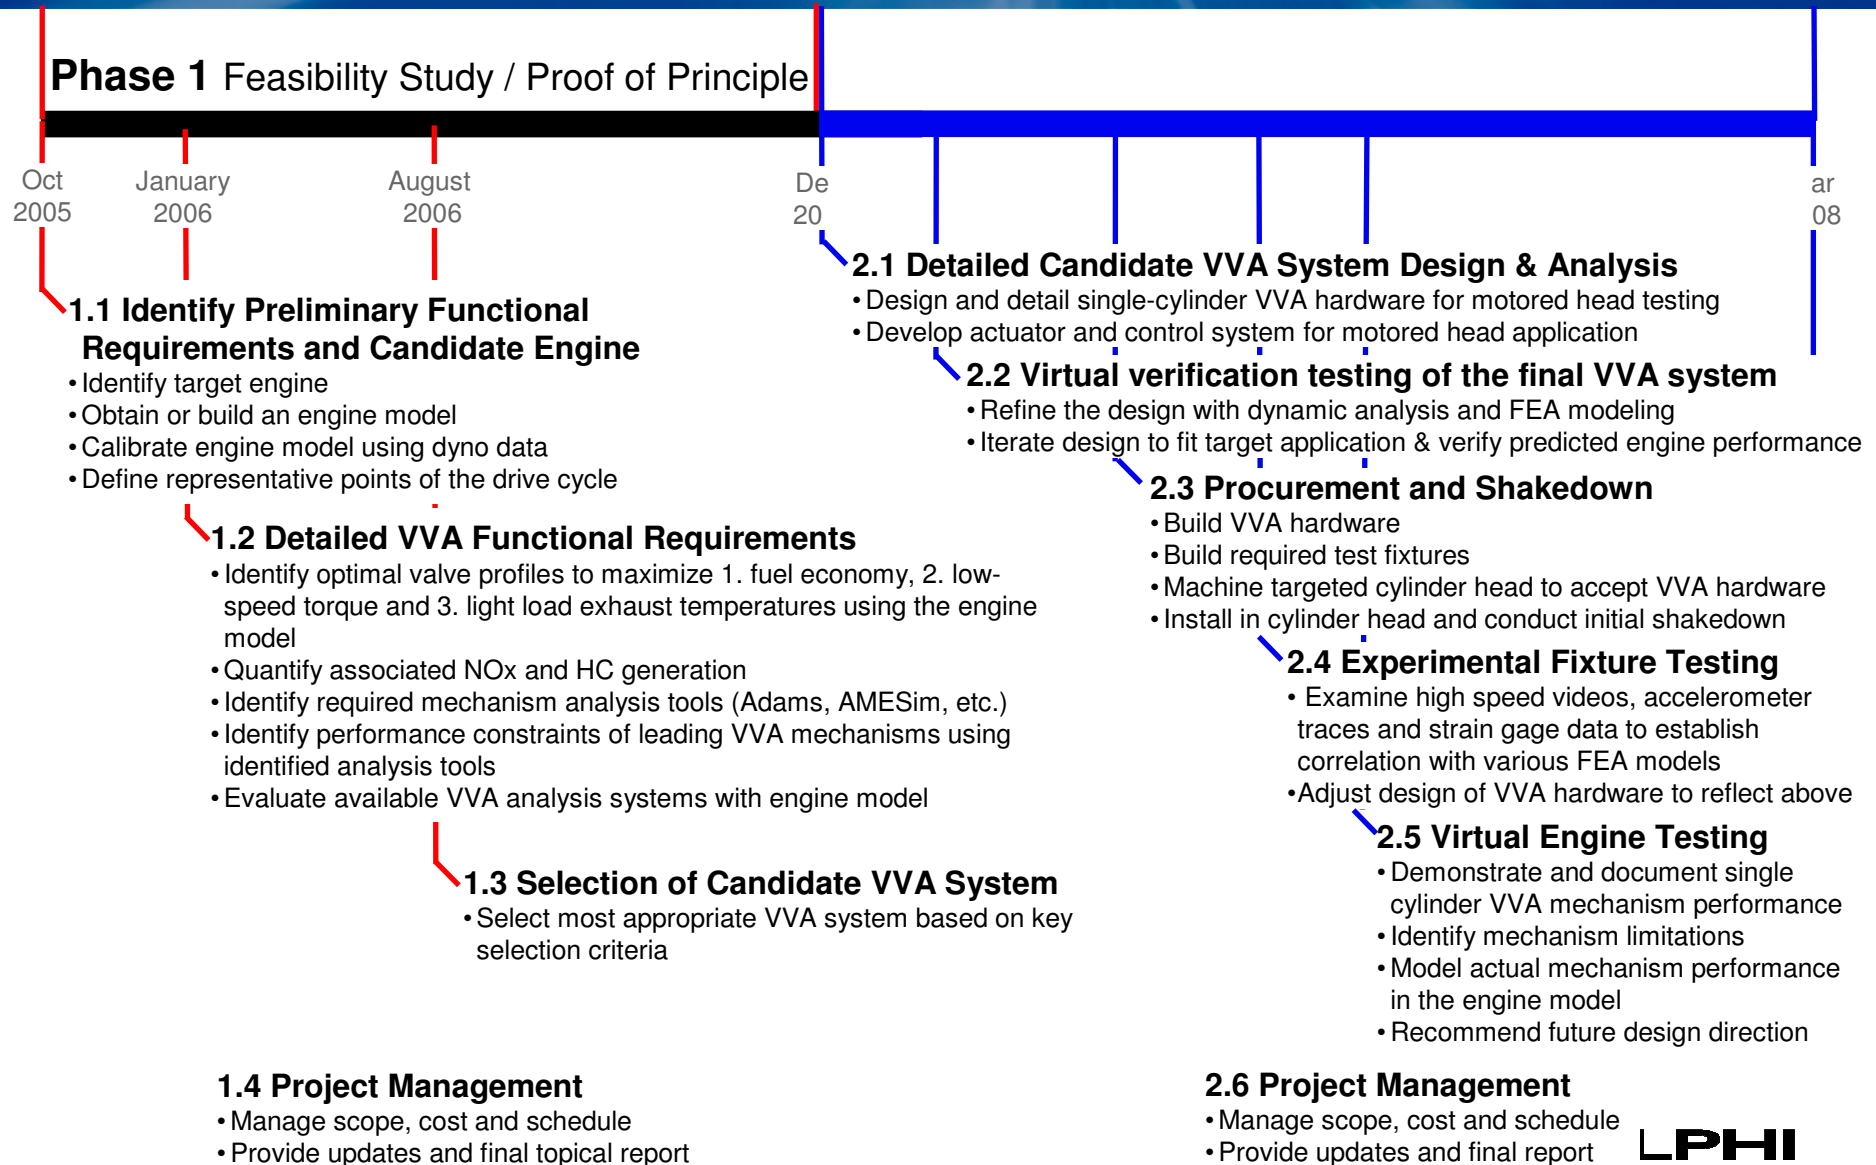 Phase 1 Feasibility Study / Proof of Principle
Oct
2005
January
2006
August
2006
De
20
ar
08
1.1 Identify Preliminary Functional
Requirements and Candidate Engine
• Identify target engine
• Obtain or build an engine model
• Calibrate engine model using dyno data
• Define representative points of the drive cycle
1.2 Detailed VVA Functional Requirements
• Identify optimal valve profiles to maximize 1. fuel economy, 2. low-
speed torque and 3. light load exhaust temperatures using the engine
model
• Quantify associated NOx and HC generation
• Identify required mechanism analysis tools (Adams, AMESim, etc.)
• Identify performance constraints of leading VVA mechanisms using
identified analysis tools
• Evaluate available VVA analysis systems with engine model
1.3 Selection of Candidate VVA System
• Select most appropriate VVA system based on key
selection criteria
1.4 Project Management
• Manage scope, cost and schedule
• Provide updates and final topical report
2.1 Detailed Candidate VVA System Design & Analysis
• Design and detail single-cylinder VVA hardware for motored head testing
• Develop actuator and control system for motored head application
2.2 Virtual verification testing of the final VVA system
• Refine the design with dynamic analysis and FEA modeling
• Iterate design to fit target application & verify predicted engine performance
2.3 Procurement and Shakedown
• Build VVA hardware
• Build required test fixtures
• Machine targeted cylinder head to accept VVA hardware
• Install in cylinder head and conduct initial shakedown
2.4 Experimental Fixture Testing
• Examine high speed videos, accelerometer
traces and strain gage data to establish
correlation with various FEA models
• Adjust design of VVA hardware to reflect above
2.5 Virtual Engine Testing
• Demonstrate and document single
cylinder VVA mechanism performance
• Identify mechanism limitations
• Model actual mechanism performance
in the engine model
• Recommend future design direction
2.6 Project Management
• Manage scope, cost and schedule
• Provide updates and final report
LPHI